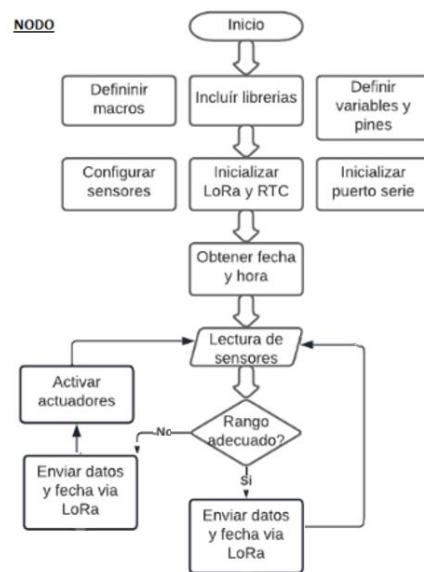 NODO
Inicio
Defininir
macros
Incluír librerias
Definir
variables y
pines
Configurar
sensores
Inicializar
LoRa y RTC
Inicializar
puerto serie
Obtener fecha
y hora
Lectura de
sensores
Activar
actuadores
Rango
adecuado?
No
Si
Enviar datos
y fecha via
LoRa
Enviar datos
y fecha via
LoRa